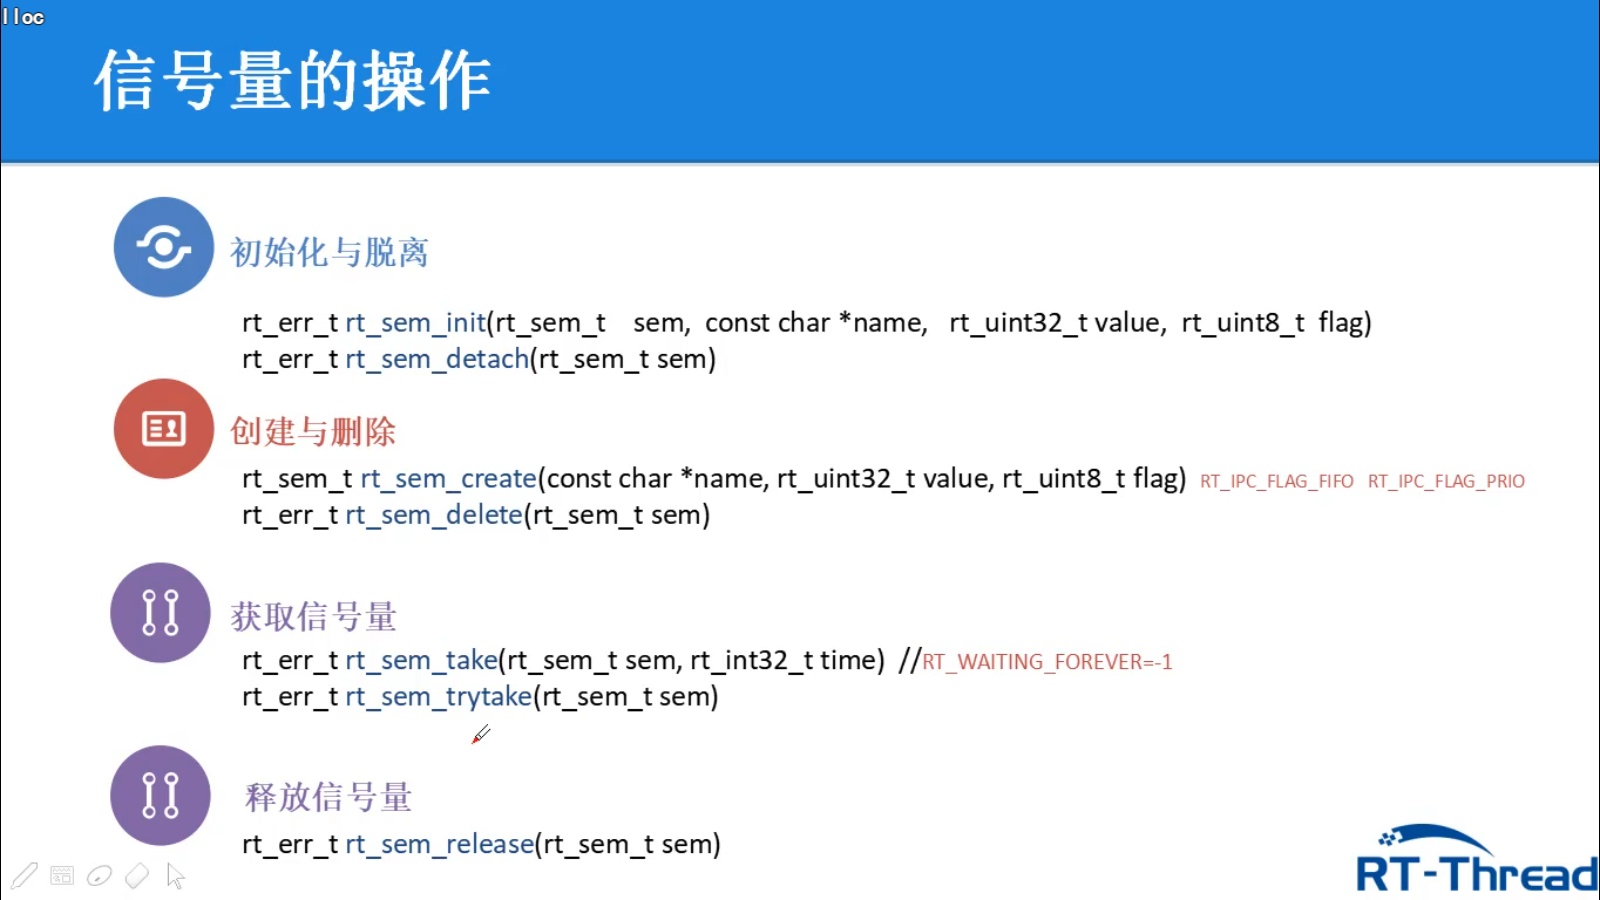 lloc
信号量的操作
初始化与脱离
rt_err_t rt_sem_init(rt_sem_t sem, const char *name, rt_uint32_t value, rt_uint8_t flag)
rt_err_t rt_sem_detach(rt_sem_t sem)
创建与删除
rt_sem_t rt_sem_create(const char *name, rt_uint32_t value, rt_uint8_t flag) RT_IPC_FLAG_FIFO RT_IPC_FLAG_PRIO
rt_err_t rt_sem_delete(rt_sem_t sem)
获取信号量
rt_err_t rt_sem_take(rt_sem_t sem, rt_int32_t time) //RT_WAITING_FOREVER=-1
rt_err_t rt_sem_trytake(rt_sem_t sem)
释放信号量
rt_err_t rt_sem_release(rt_sem_t sem)
RT-Thread